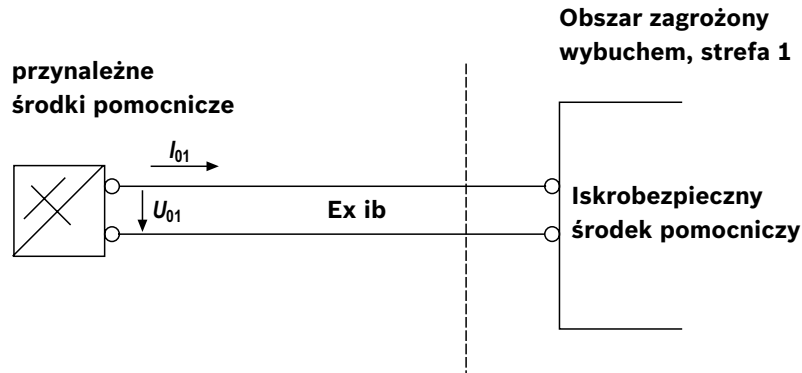 Obszar zagrożony
wybuchem, strefa 1
przynależne
środki pomocnicze
I01
U01
Ex ib
Iskrobezpieczny
środek pomocniczy